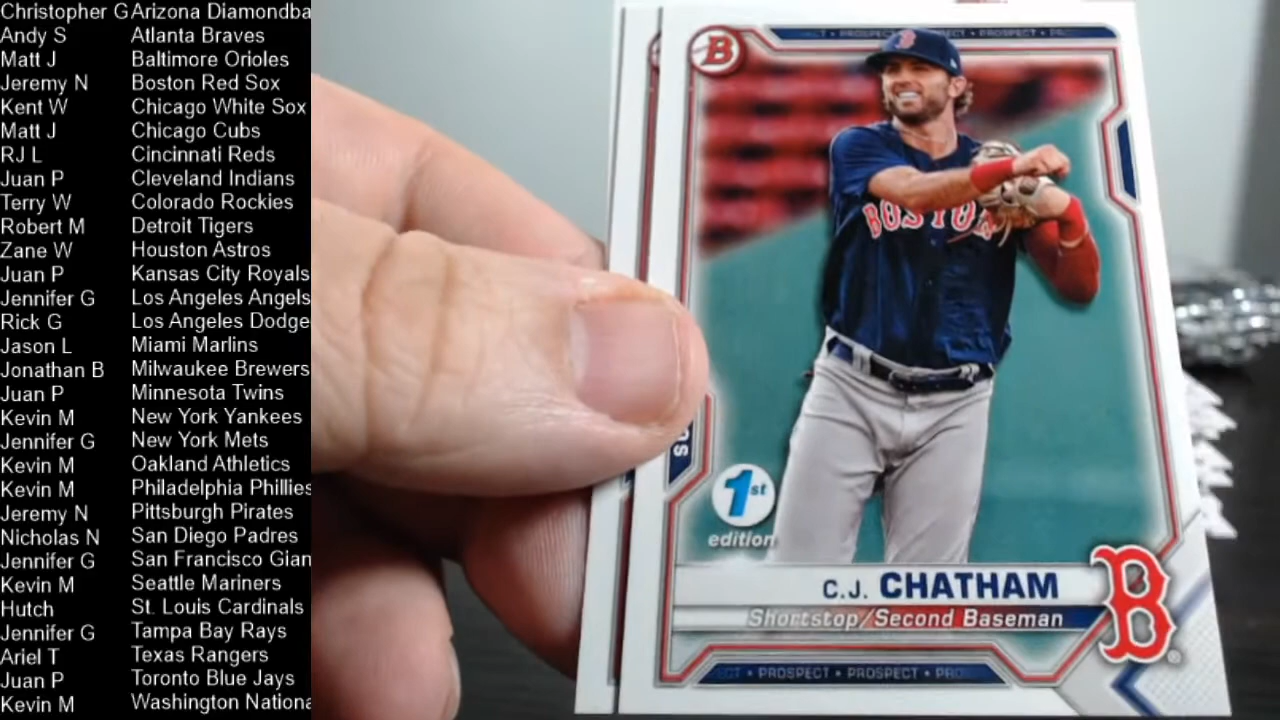 Christopher G Arizona Diamondba
Andy S Atlanta Braves
Matt J Baltimore Orioles
Jeremy N Boston Red Sox
Kent W Chicago White Sox
Matt J Chicago Cubs
RJ L Cincinnati Reds
Juan P Cleveland Indians
Terry W Colorado Rockies
Robert M Detroit Tigers
Zane W Houston Astros
Juan P Kansas City Royals
Jennifer G Los Angeles Angels
Rick G Los Angeles Dodge
Jason L Miami Marlins
Jonathan B Milwaukee Brewers
Juan P Minnesota Twins
Kevin M New York Yankees
Jennifer G New York Mets
Kevin M Oakland Athletics
Kevin M Philadelphia Phillies
Jeremy N Pittsburgh Pirates
Nicholas N San Diego Padres
Jennifer G San Francisco Gian
Kevin M Seattle Mariners
Hutch St. Louis Cardinals
Jennifer G Tampa Bay Rays
Ariel T Texas Rangers
Juan P Toronto Blue Jays
Kevin M Washington Nationa
B
PROSPECT • PROSPECT
B
BOSTON
1st
edition
C.J. CHATHAM
Shortstop/Second Baseman
B
• PROSPECT • PROSPECT •